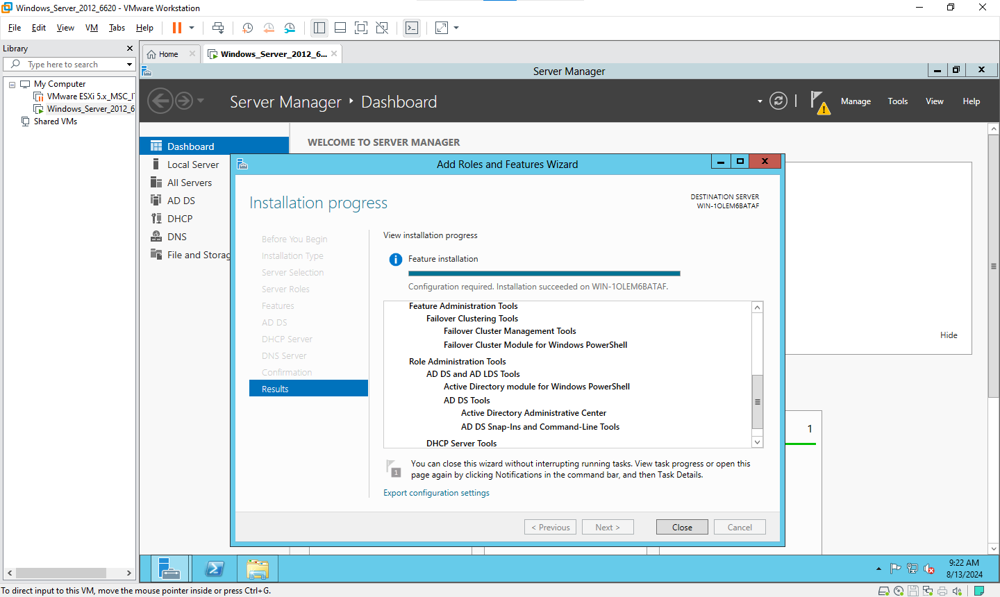 Windows_Server_2012_6620 - VMware Workstation
File Edit View VM Tabs Help
Library
Type here to search
My Computer
VMware ESXi 5.x_MSC_I
Windows_Server_2012_6
Shared VMs
Home
Windows_Server_2012_6...
Server Manager
Server Manager Dashboard
Manage Tools View Help
Dashboard
Local Server
All Servers
AD DS
DHCP
DNS
File and Storag
WELCOME TO SERVER MANAGER
Add Roles and Features Wizard
Installation progress
DESTINATION SERVER
WIN-1OLEM6BATAF
Before You Begin
Installation Type
Server Selection
Server Roles
Features
AD DS
DHCP Server
DNS Server
Confirmation
Results
View installation progress
Feature installation
Configuration required. Installation succeeded on WIN-1OLEM6BATAF.
Feature Administration Tools
Failover Clustering Tools
Failover Cluster Management Tools
Failover Cluster Module for Windows PowerShell
Role Administration Tools
AD DS and AD LDS Tools
Active Directory module for Windows PowerShell
AD DS Tools
Active Directory Administrative Center
AD DS Snap-Ins and Command-Line Tools
DHCP Server Tools
1
You can close this wizard without interrupting running tasks. View task progress or open this
page again by clicking Notifications in the command bar, and then Task Details.
Export configuration settings
< Previous Next > Close Cancel
Hide
1
9:22 AM
8/13/2024
To direct input to this VM, move the mouse pointer inside or press Ctrl+G.